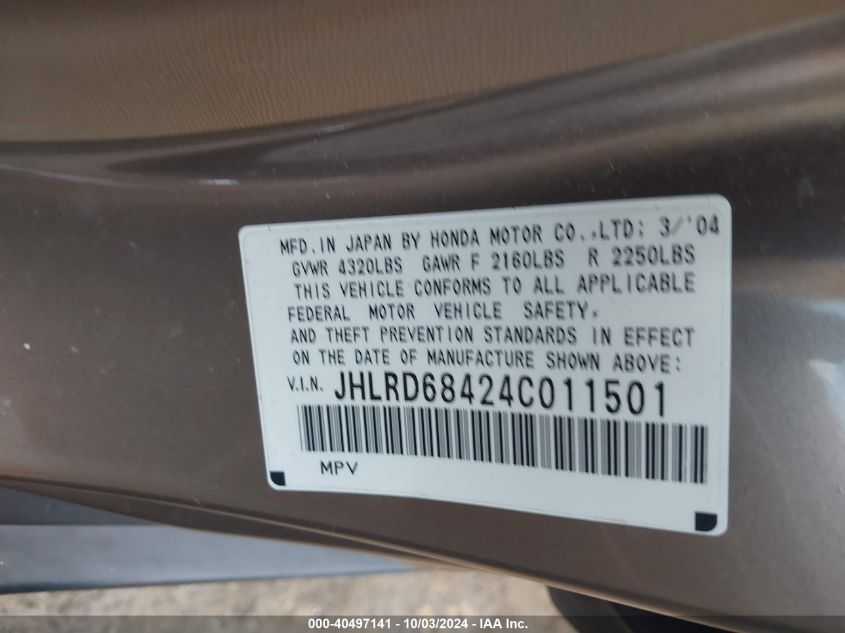 MFD.IN JAPAN BY HONDA MOTOR CO.,LTD: 3/'04
GVWR 4320LBS GAWR F 2160LBS R 2250LBS
THIS VEHICLE CONFORMS TO ALL APPLICABLE
FEDERAL MOTOR VEHICLE SAFETY,
AND THEFT PREVENTION STANDARDS IN EFFECT
ON THE DATE OF MANUFACTURE SHOWN ABOVE:
V.I.N. JHLRD68424C011501
MPV
000-40497141 - 10/03/2024 - IAA Inc.